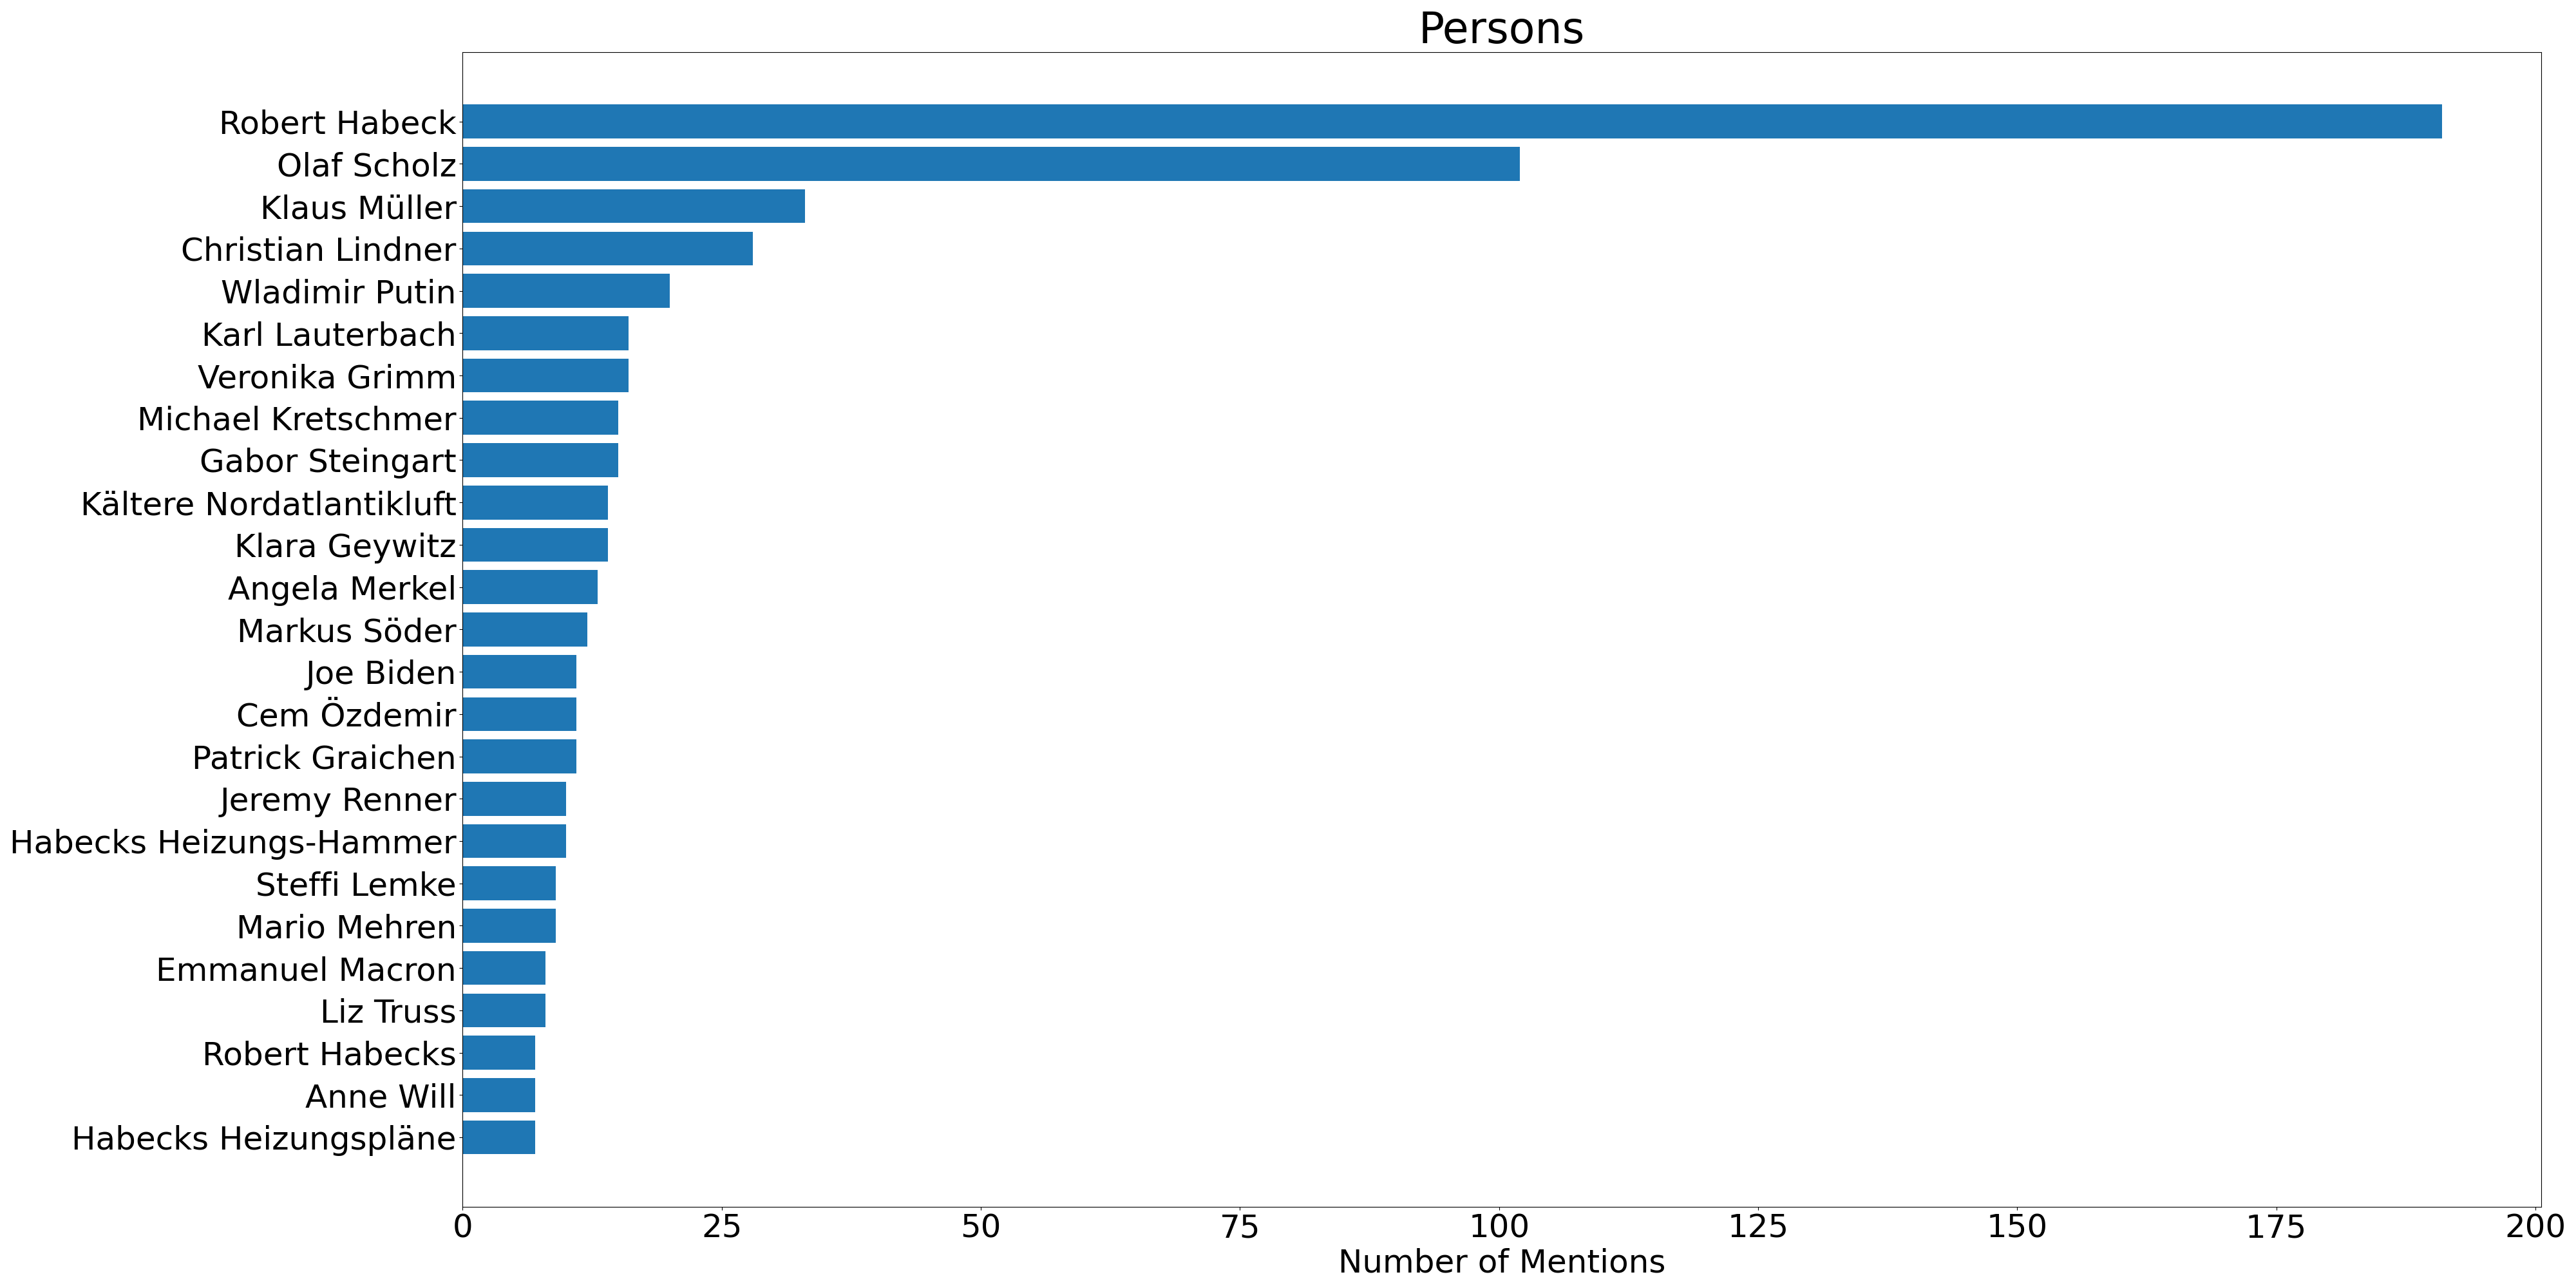 Persons
Robert Habeck
Olaf Scholz
Klaus Müller
Christian Lindner
Wladimir Putin
Karl Lauterbach
Veronika Grimm
Michael Kretschmer
Gabor Steingart
Kältere Nordatlantikluft
Klara Geywitz
Angela Merkel
Markus Söder
Joe Biden
Cem Özdemir
Patrick Graichen
Jeremy Renner
Habecks Heizungs-Hammer
Steffi Lemke
Mario Mehren
Emmanuel Macron
Liz Truss
Robert Habecks
Anne Will
Habecks Heizungspläne
0 25 50 75 100 125 150 175 200
Number of Mentions